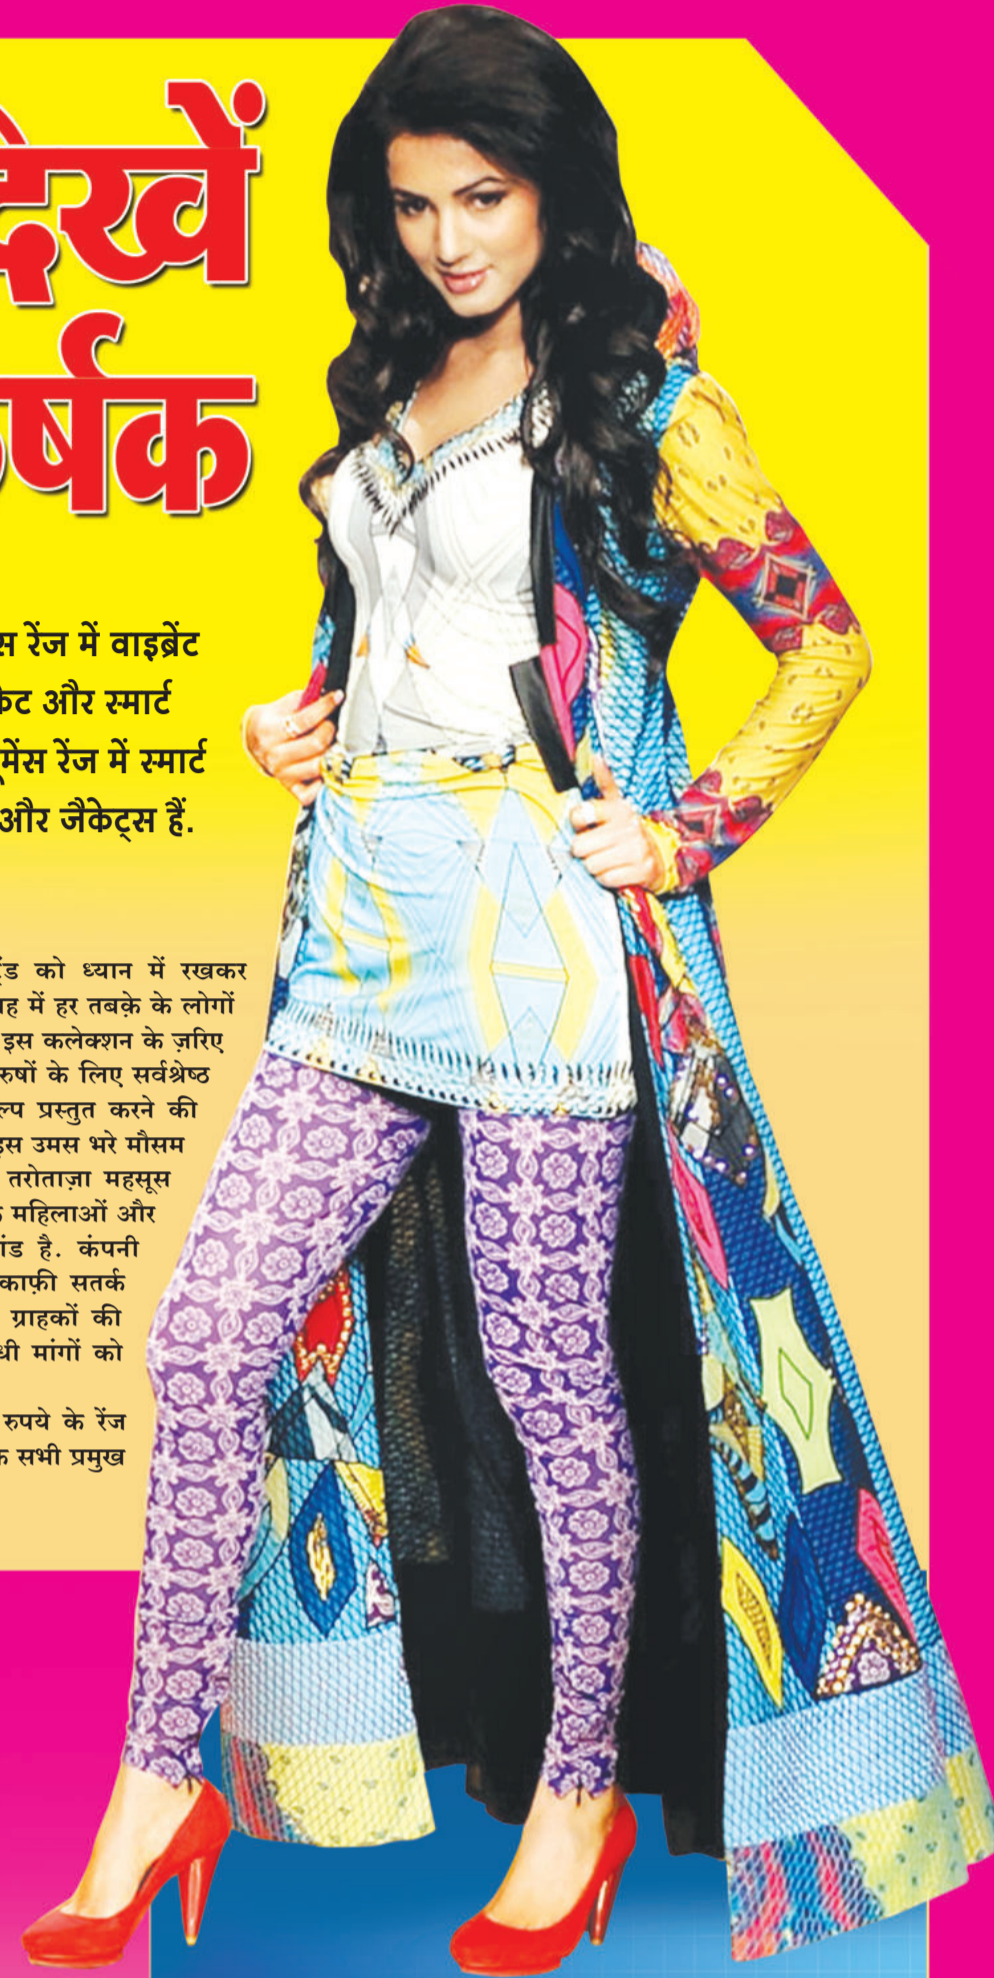 दिखें
र्षक
रेंज में वाइब्रेंट
और स्मार्ट
रेंज में स्मार्ट
और जैकेट्स हैं.
को ध्यान में रखकर
में हर तबक़े के लोगों
इस कलेक्शन के ज़रिए
के लिए सर्वश्रेष्ठ
प्रस्तुत करने की
इस उमस भरे मौसम
तरोताज़ा महसूस
महिलाओं और
है. कंपनी
काफ़ी सतर्क
ग्राहकों की
मांगों को
रुपये के रेंज
सभी प्रमुख